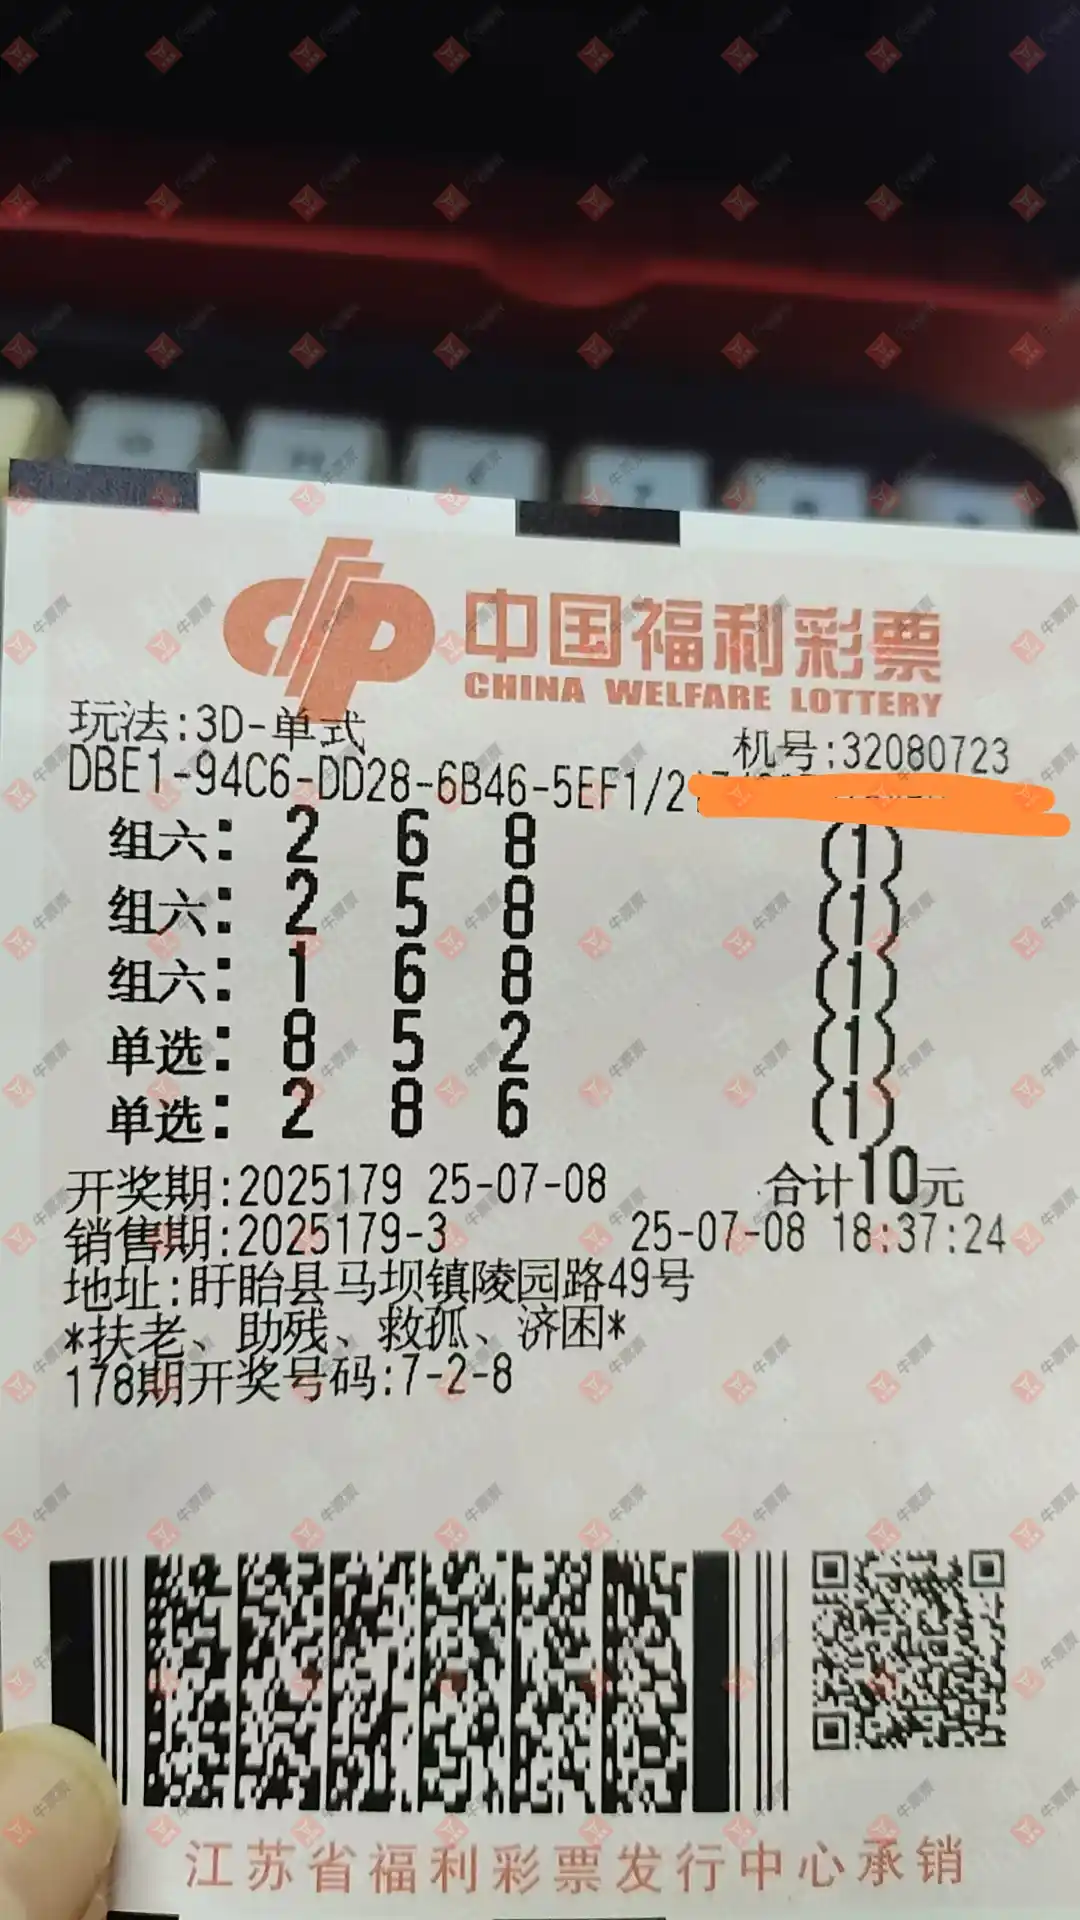 中国福利彩票
CHINA WELFARE LOTTERY
玩法:3D-单式
机号:32080723
DBE1-94C6-DD28-6B46-5EF1/2
组六: 2 6 8 (1)
组六: 2 5 8 (1)
组六: 1 6 8 (1)
单选: 8 5 2 (1)
单选: 2 8 6 (1)
开奖期:2025179 25-07-08 合计10元
销售期:2025179-3 25-07-08 18:37:24
地址:盱眙县马坝镇陵园路49号
*扶老、助残、救孤、济困*
178期开奖号码:7-2-8
江苏省福利彩票发行中心承销
牛票票